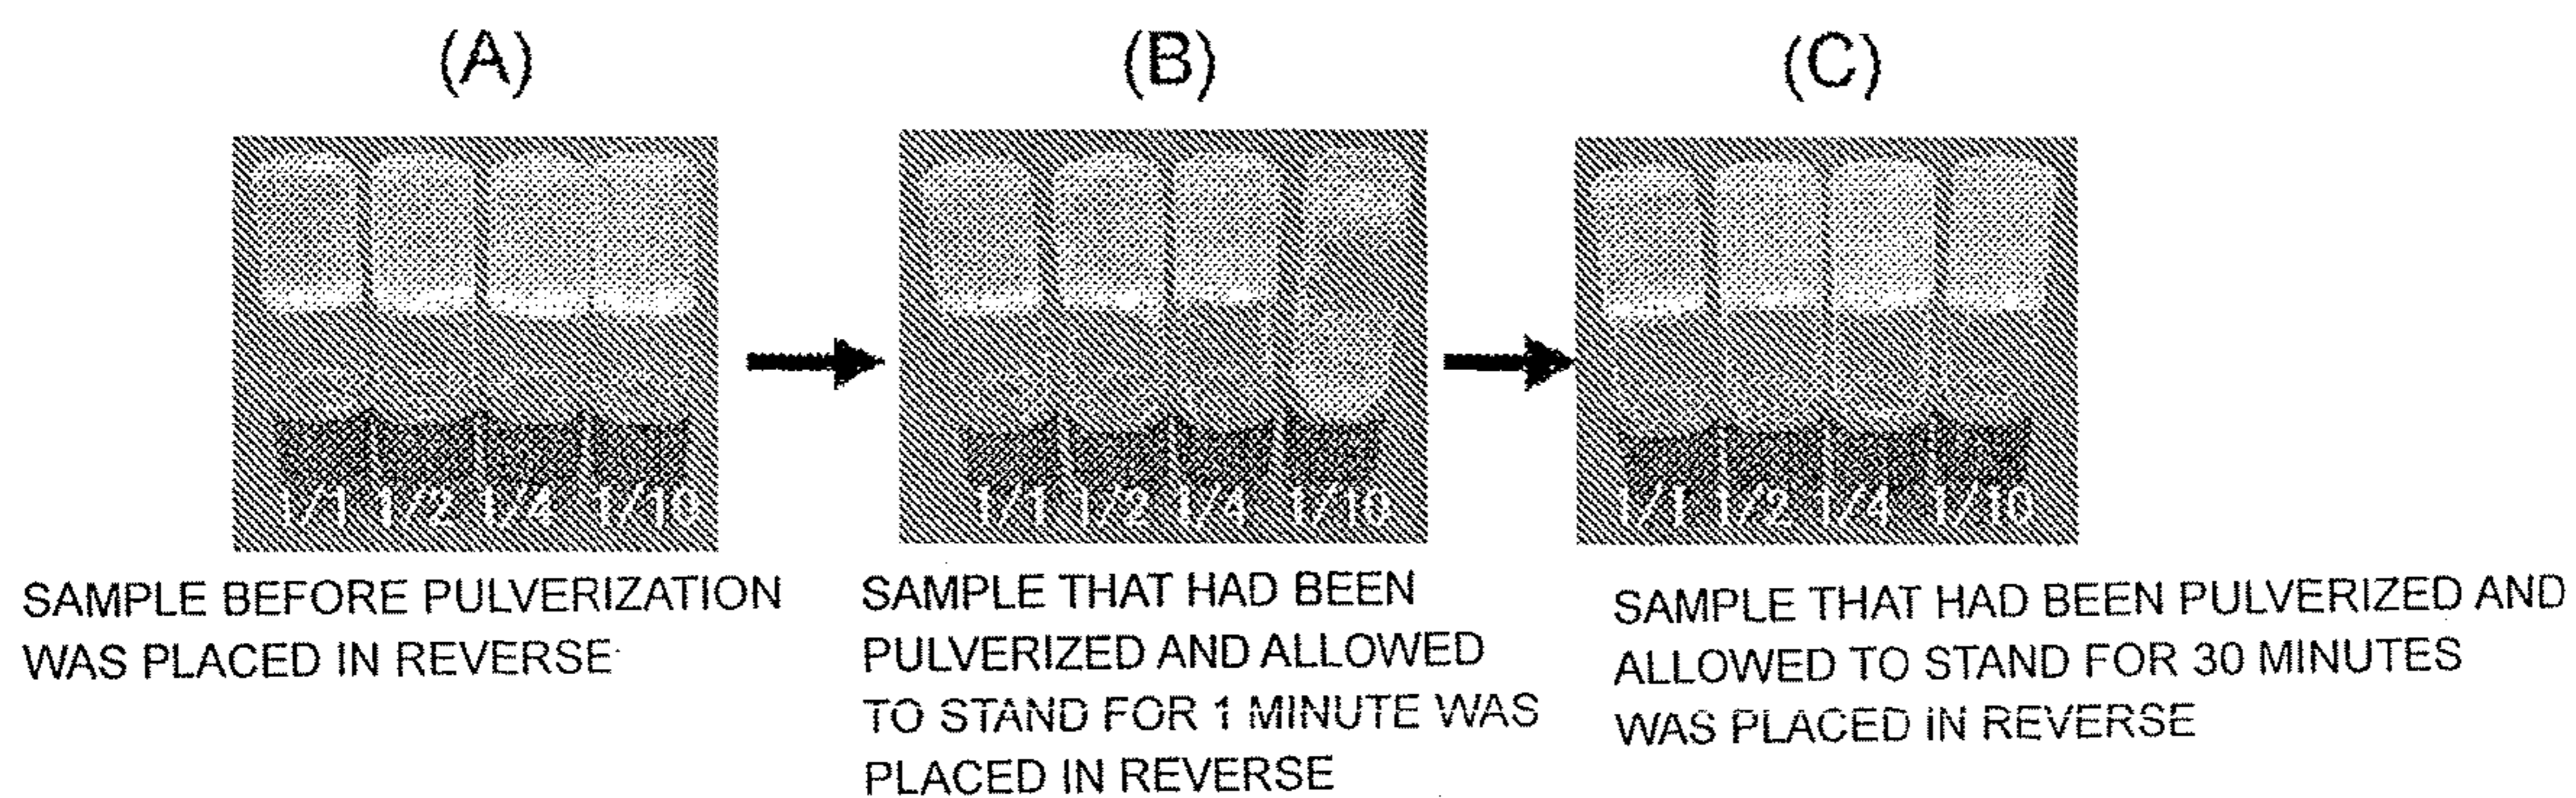 (A) (B) (C)
1/1 1/2 1/4 1/10
1/1 1/2 1/4 1/10
1/1 1/2 1/4 1/10
SAMPLE BEFORE PULVERIZATION
WAS PLACED IN REVERSE
SAMPLE THAT HAD BEEN
PULVERIZED AND ALLOWED
TO STAND FOR 1 MINUTE WAS
PLACED IN REVERSE
SAMPLE THAT HAD BEEN PULVERIZED AND
ALLOWED TO STAND FOR 30 MINUTES
WAS PLACED IN REVERSE